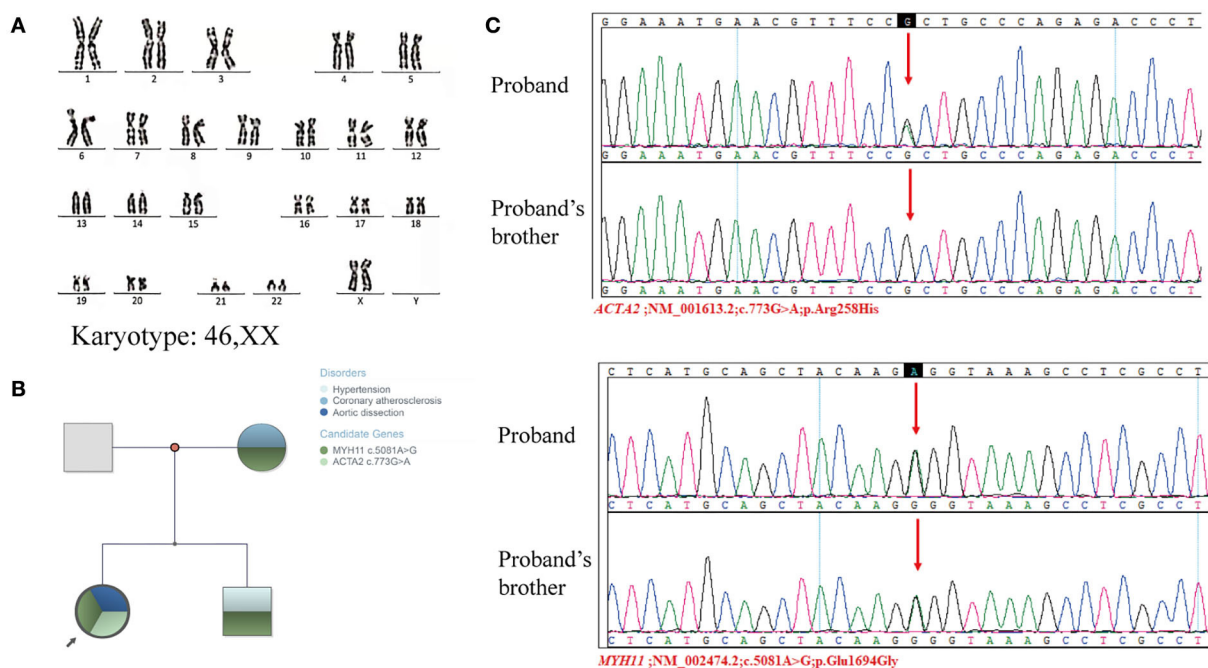 A
1 2 3 4 5
6 7 8 9 10 11 12
13 14 15 16 17 18
19 20 21 22 X Y
Karyotype: 46,XX
B
Disorders
Hypertension
Coronary atherosclerosis
Aortic dissection
Candidate Genes
MYH11 c.5081A>G
ACTA2 c.773G>A
C
G G A A A T G A A C G T T T C C G C T G C C C A G A G A C C C T
Proband
G G A A A T G A A C G T T T C C G C T G C C C A G A G A C C C T
Proband's
brother
G G A A A T G A A C G T T T C C G C T G C C C A G A G A C C C T
ACTA2 ;NM_001613.2;c.773G>A;p.Arg258His
C T C A T G C A G C T A C A A G A G G T A A A G C C T C G C C T
Proband
C T C A T G C A G C T A C A A G G G G T A A A G C C T C G C C T
Proband's
brother
C T C A T G C A G C T A C A A G G G G T A A A G C C T C G C C T
MYH11 ;NM_002474.2;c.5081A>G;p.Glu1694Gly